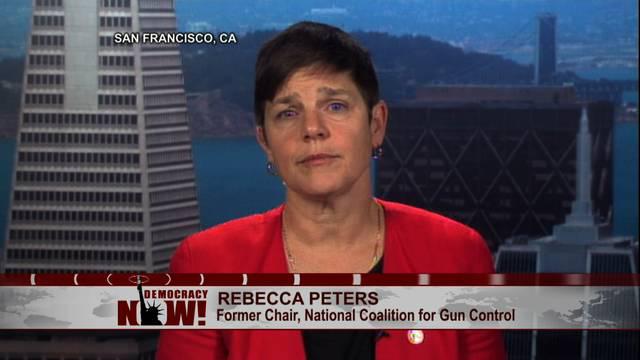 SAN FRANCISCO, CA
DEMOCRACY
NOW!
REBECCA PETERS
Former Chair, National Coalition for Gun Control